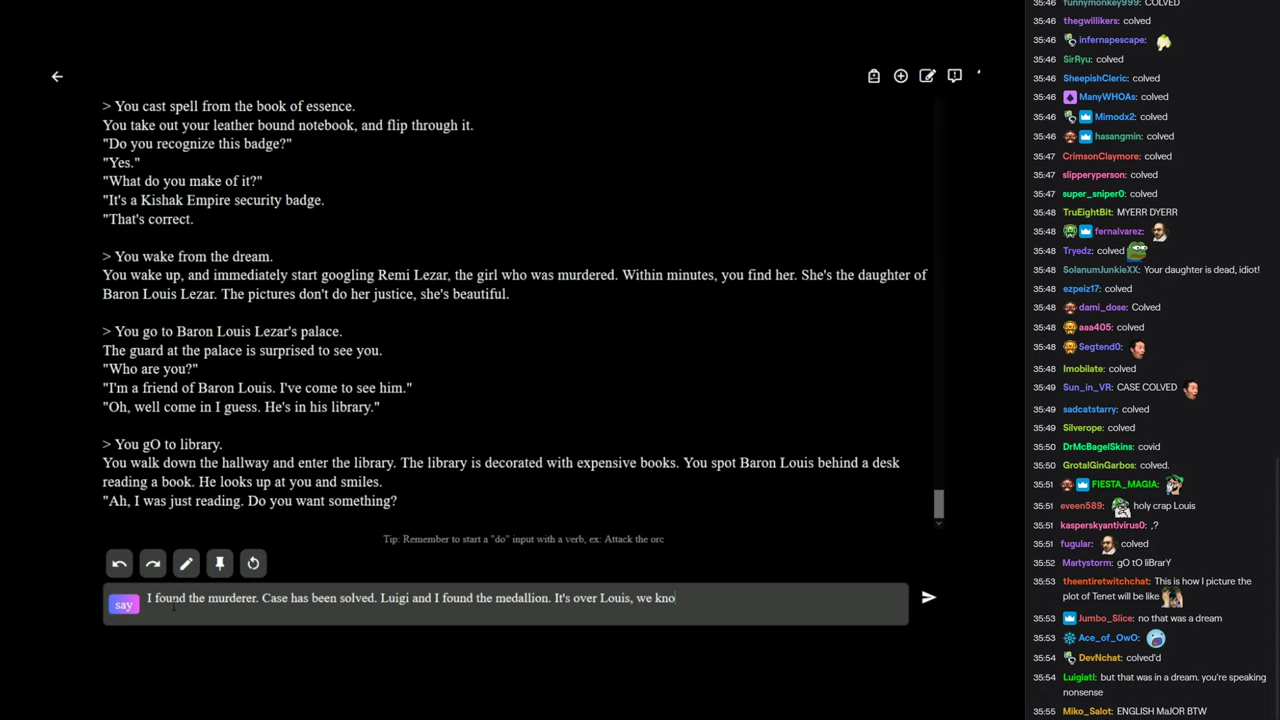 > You cast spell from the book of essence.
You take out your leather bound notebook, and flip through it.
"Do you recognize this badge?"
"Yes."
"What do you make of it?"
"It's a Kishak Empire security badge.
"That's correct.
> You wake from the dream.
You wake up, and immediately start googling Remi Lezar, the girl who was murdered. Within minutes, you find her. She's the daughter of
Baron Louis Lezar. The pictures don't do her justice, she's beautiful.
> You go to Baron Louis Lezar's palace.
The guard at the palace is surprised to see you.
"Who are you?"
"I'm a friend of Baron Louis. I've come to see him."
"Oh, well come in I guess. He's in his library."
> You gO to library.
You walk down the hallway and enter the library. The library is decorated with expensive books. You spot Baron Louis behind a desk
reading a book. He looks up at you and smiles.
"Ah, I was just reading. Do you want something?
Tip: Remember to start a "do" input with a verb, ex: Attack the orc
say I found the murderer. Case has been solved. Luigi and I found the medallion. It's over Louis, we kno
35:46 funnymonkey999: COLVED
35:46 thegwillikers: colved
35:46 infernapescape:
35:46 SirRyu: colved
35:46 SheepishCleric: colved
35:46 ManyWHOAs: colved
35:46 Mimodx2: colved
35:46 hasangmin: colved
35:47 CrimsonClaymore: colved
35:47 slipperyperson: colved
35:47 super_sniper0: colved
35:48 TruEightBit: MYERR DYERR
35:48 fernalvarez:
35:48 Tryedz: colved
35:48 SolanumJunkieXX: Your daughter is dead, idiot!
35:48 ezpeiz17: colved
35:48 dami_dose: Colved
35:48 aaa405: colved
35:48 Segtend0:
35:48 Imobilate: colved
35:49 Sun_in_VR: CASE COLVED
35:49 sadcatstarry: colved
35:49 Silverope: colved
35:50 DrMcBagelSkins: covid
35:50 GrotalGinGarbos: colved.
35:51 FIESTA_MAGIA:
35:51 eveen589: holy crap Louis
35:51 kasperskyantivirus0: ,?
35:51 fugular: colved
35:52 Martystorm: gO tO liBrarY
35:53 theentiretwitchchat: This is how I picture the
plot of Tenet will be like
35:53 Jumbo_Slice: no that was a dream
35:53 Ace_of_OwO:
35:54 DevNchat: colved'd
35:54 Luigiatl: but that was in a dream. you're speaking
nonsense
35:55 Miko_Salot: ENGLISH MaJOR BTW